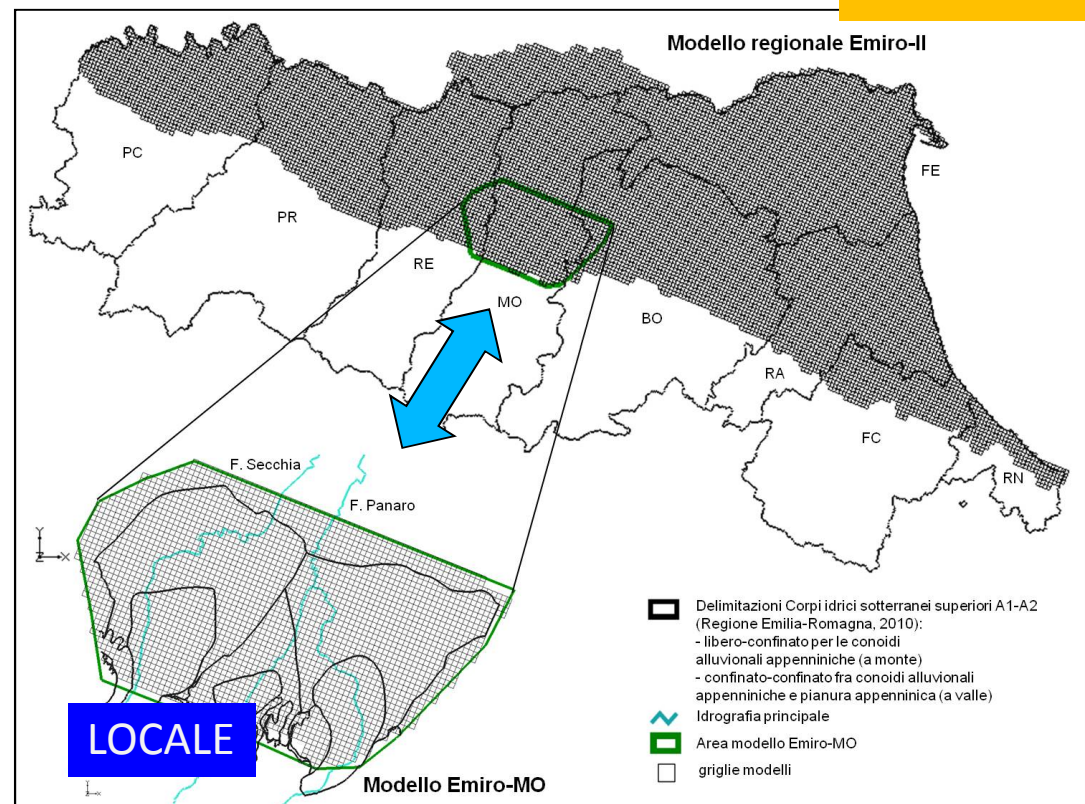 Modello regionale Emiro-II
PC
PR
RE
MO
BO
FE
RA
FC
RN
F. Secchia
F. Panaro
Y
Z
X
LOCALE
Modello Emiro-MO
Delimitazioni Corpi idrici sotterranei superiori A1-A2
(Regione Emilia-Romagna, 2010):
- libero-confinato per le conoidi
alluvionali appenniniche (a monte)
- confinato-confinato fra conoidi alluvionali
appenniniche e pianura appenninica (a valle)
Idrografia principale
Area modello Emiro-MO
griglie modelli